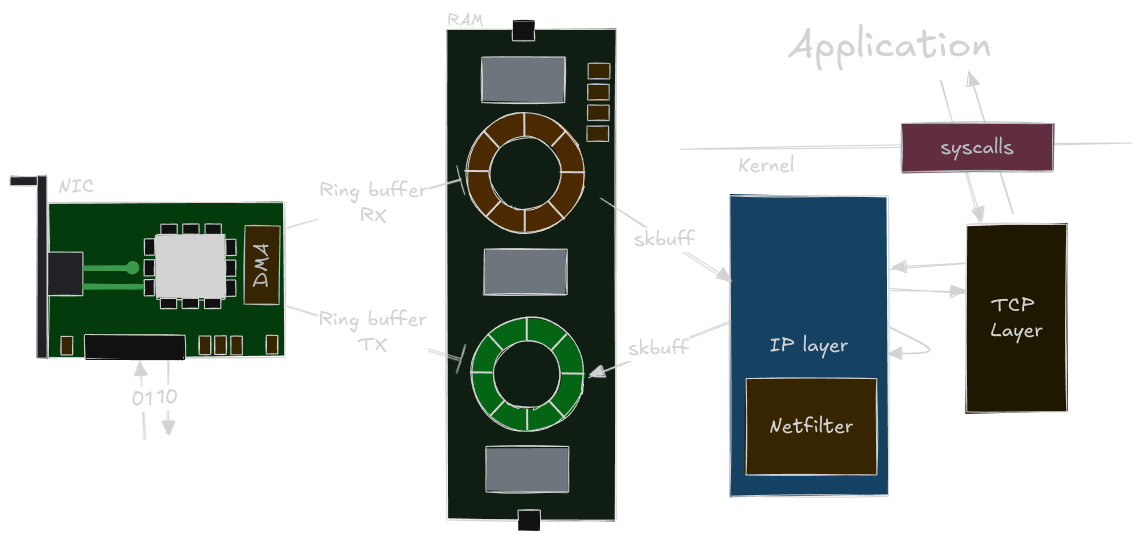 RAM
Application
syscalls
Kernel
NIC
Ring buffer
RX
DMA
skbuff
Ring buffer
TX
skbuff
TCP
Layer
IP layer
Netfilter
0110